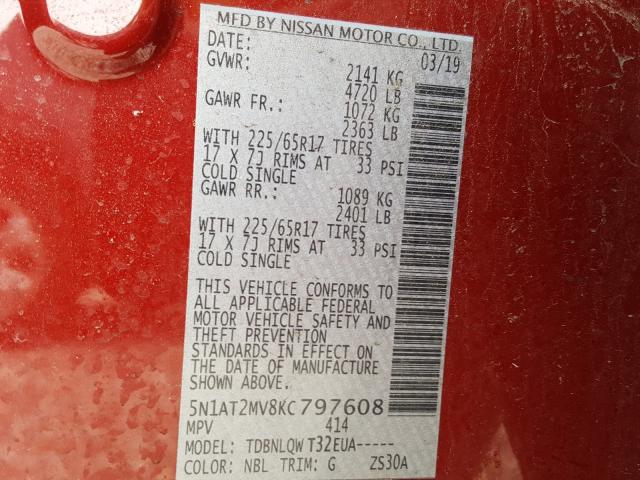 MFD BY NISSAN MOTOR CO., LTD.
DATE: 03/19
GVWR: 2141 KG
4720 LB
GAWR FR.: 1072 KG
2363 LB
WITH 225/65R17 TIRES
17 X 7J RIMS AT 33 PSI
COLD SINGLE
GAWR RR.: 1089 KG
2401 LB
WITH 225/65R17 TIRES
17 X 7J RIMS AT 33 PSI
COLD SINGLE
THIS VEHICLE CONFORMS TO
ALL APPLICABLE FEDERAL
MOTOR VEHICLE SAFETY AND
THEFT PREVENTION
STANDARDS IN EFFECT ON
THE DATE OF MANUFACTURE
SHOWN ABOVE.
5N1AT2MV8KC797608
MPV 414
MODEL: TDBNLQW T32EUA-----
COLOR: NBL TRIM: G ZS30A